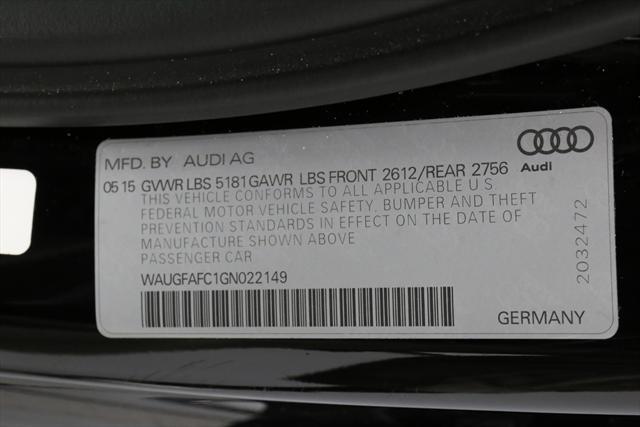 MFD. BY AUDI AG
Audi
05 15 GVWR LBS 5181 GAWR LBS FRONT 2612/REAR 2756
THIS VEHICLE CONFORMS TO ALL APPLICABLE U.S.
FEDERAL MOTOR VEHICLE SAFETY, BUMPER AND THEFT
PREVENTION STANDARDS IN EFFECT ON THE DATE OF
MANUFACTURE SHOWN ABOVE
PASSENGER CAR
WAUGFAFC1GN022149
GERMANY
2032472